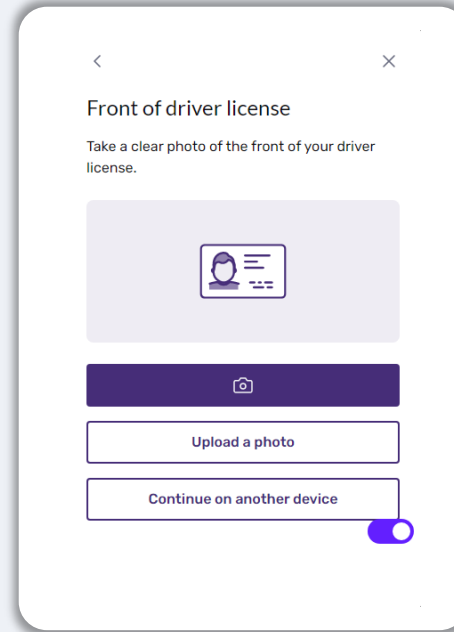 Front of driver license
Take a clear photo of the front of your driver
license.
Upload a photo
Continue on another device